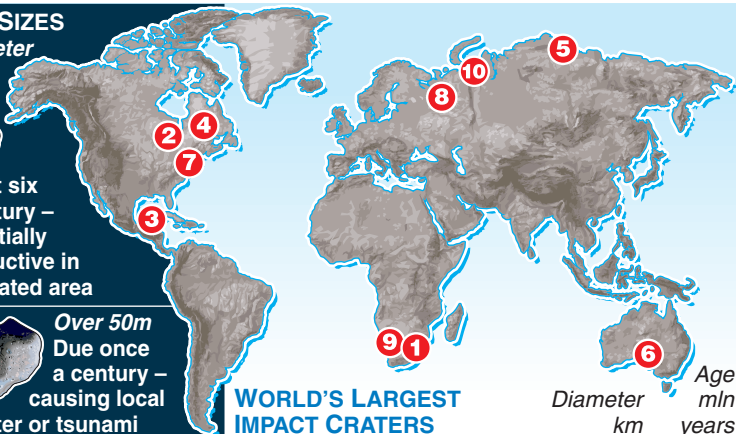 SIZES
eter
t six
tury –
tially
uctive in
ated area
Over 50m
Due once
a century –
causing local
ter or tsunami
5
10
8
4
2
7
3
9
1
6
WORLD'S LARGEST
IMPACT CRATERS
Diameter
km
Age
mln
years